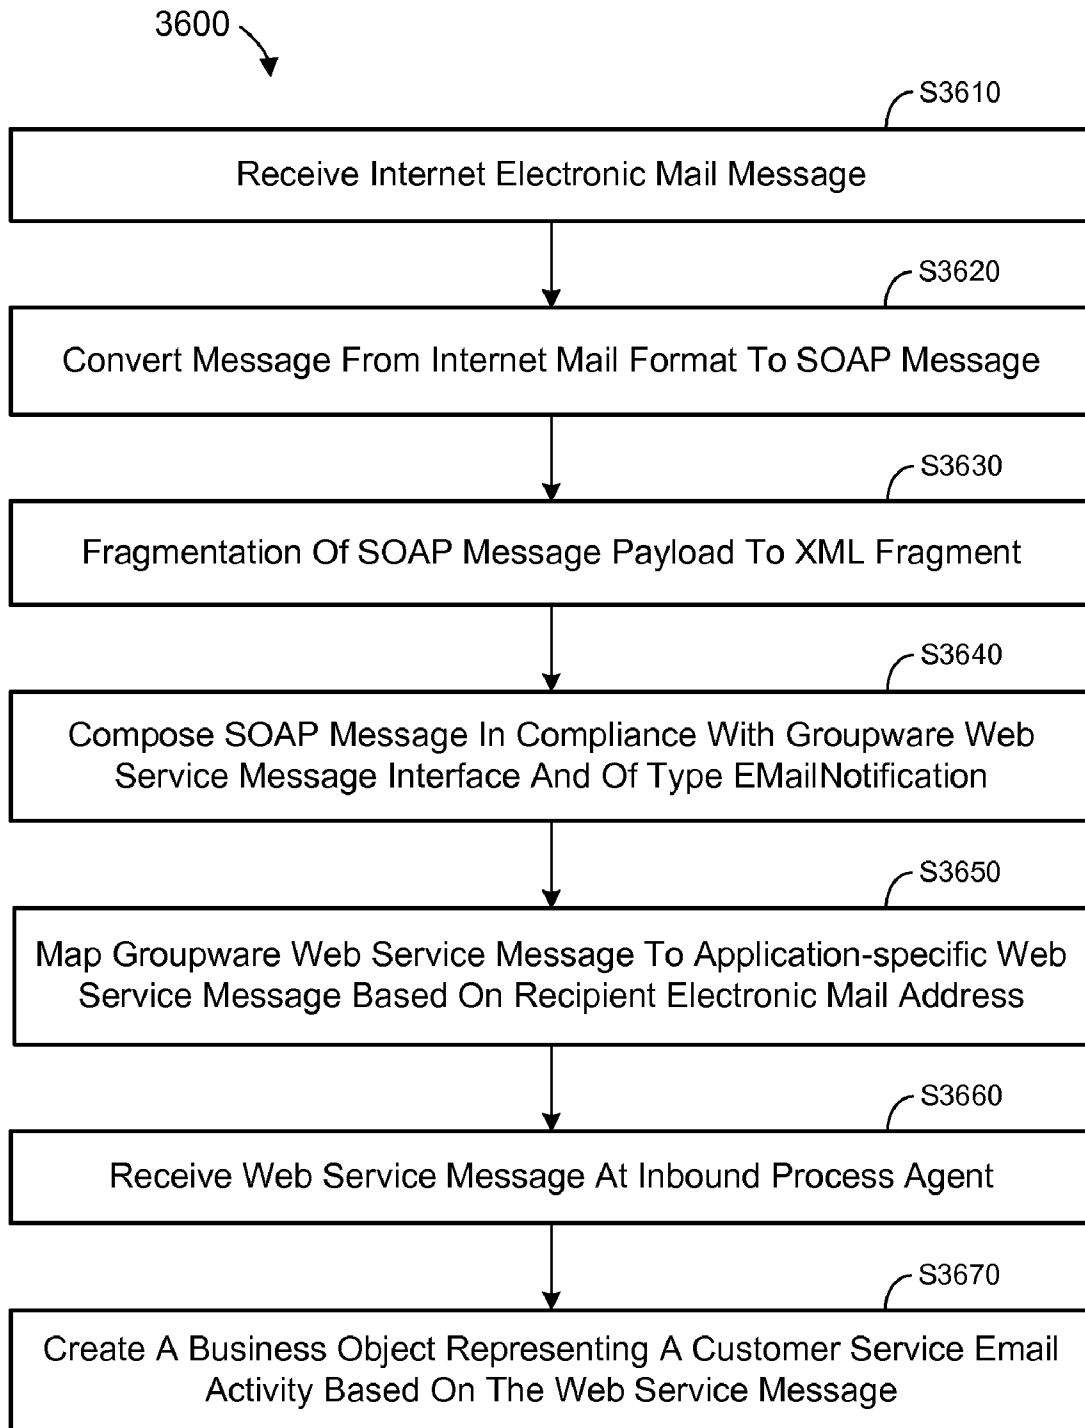 3600
S3610
Receive Internet Electronic Mail Message
S3620
Convert Message From Internet Mail Format To SOAP Message
S3630
Fragmentation Of SOAP Message Payload To XML Fragment
S3640
Compose SOAP Message In Compliance With Groupware Web
Service Message Interface And Of Type EMailNotification
S3650
Map Groupware Web Service Message To Application-specific Web
Service Message Based On Recipient Electronic Mail Address
S3660
Receive Web Service Message At Inbound Process Agent
S3670
Create A Business Object Representing A Customer Service Email
Activity Based On The Web Service Message